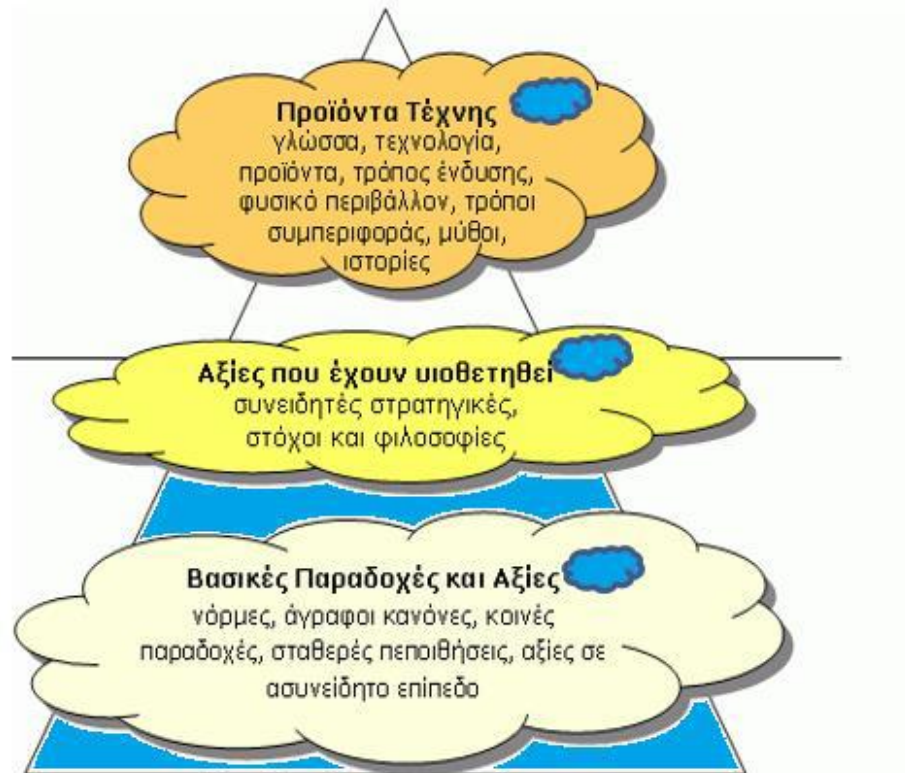 Προϊόντα Τέχνης
γλώσσα, τεχνολογία,
προϊόντα, τρόπος ένδυσης,
φυσικό περιβάλλον, τρόποι
συμπεριφοράς, μύθοι,
ιστορίες
Αξίες που έχουν υιοθετηθεί
συνειδητές στρατηγικές,
στόχοι και φιλοσοφίες
Βασικές Παραδοχές και Αξίες
νόρμες, άγραφοι κανόνες, κοινές
παραδοχές, σταθερές πεποιθήσεις, αξίες σε
ασυνείδητο επίπεδο